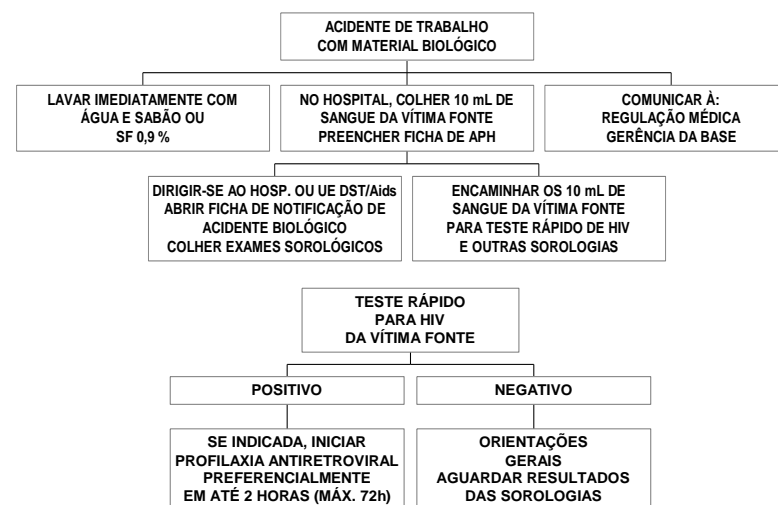 ACIDENTE DE TRABALHO
COM MATERIAL BIOLÓGICO
LAVAR IMEDIATAMENTE COM
ÁGUA E SABÃO OU
SF 0,9 %
NO HOSPITAL, COLHER 10 mL DE
SANGUE DA VÍTIMA FONTE
PREENCHER FICHA DE APH
COMUNICAR À:
REGULAÇÃO MÉDICA
GERÊNCIA DA BASE
DIRIGIR-SE AO HOSP. OU UE DST/Aids
ABRIR FICHA DE NOTIFICAÇÃO DE
ACIDENTE BIOLÓGICO
COLHER EXAMES SOROLÓGICOS
ENCAMINHAR OS 10 mL DE
SANGUE DA VÍTIMA FONTE
PARA TESTE RÁPIDO DE HIV
E OUTRAS SOROLOGIAS
TESTE RÁPIDO
PARA HIV
DA VÍTIMA FONTE
POSITIVO
NEGATIVO
SE INDICADA, INICIAR
PROFILAXIA ANTIRETROVIRAL
PREFERENCIALMENTE
EM ATÉ 2 HORAS (MÁX. 72h)
ORIENTAÇÕES
GERAIS
AGUARDAR RESULTADOS
DAS SOROLOGIAS